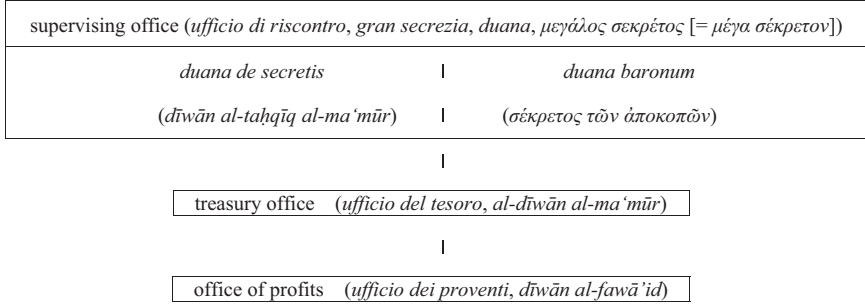 supervising office (ufficio di riscontro, gran secrezia, duana, μεγάλος σεκρέτος [= μέγα σέκρετον])
duana de secretis duana baronum
(dīwān al-taḥqīq al-ma‘mūr) (σέκρετος τῶν ἀποκοπῶν)
treasury office (ufficio del tesoro, al-dīwān al-ma‘mūr)
office of profits (ufficio dei proventi, dīwān al-fawā’id)